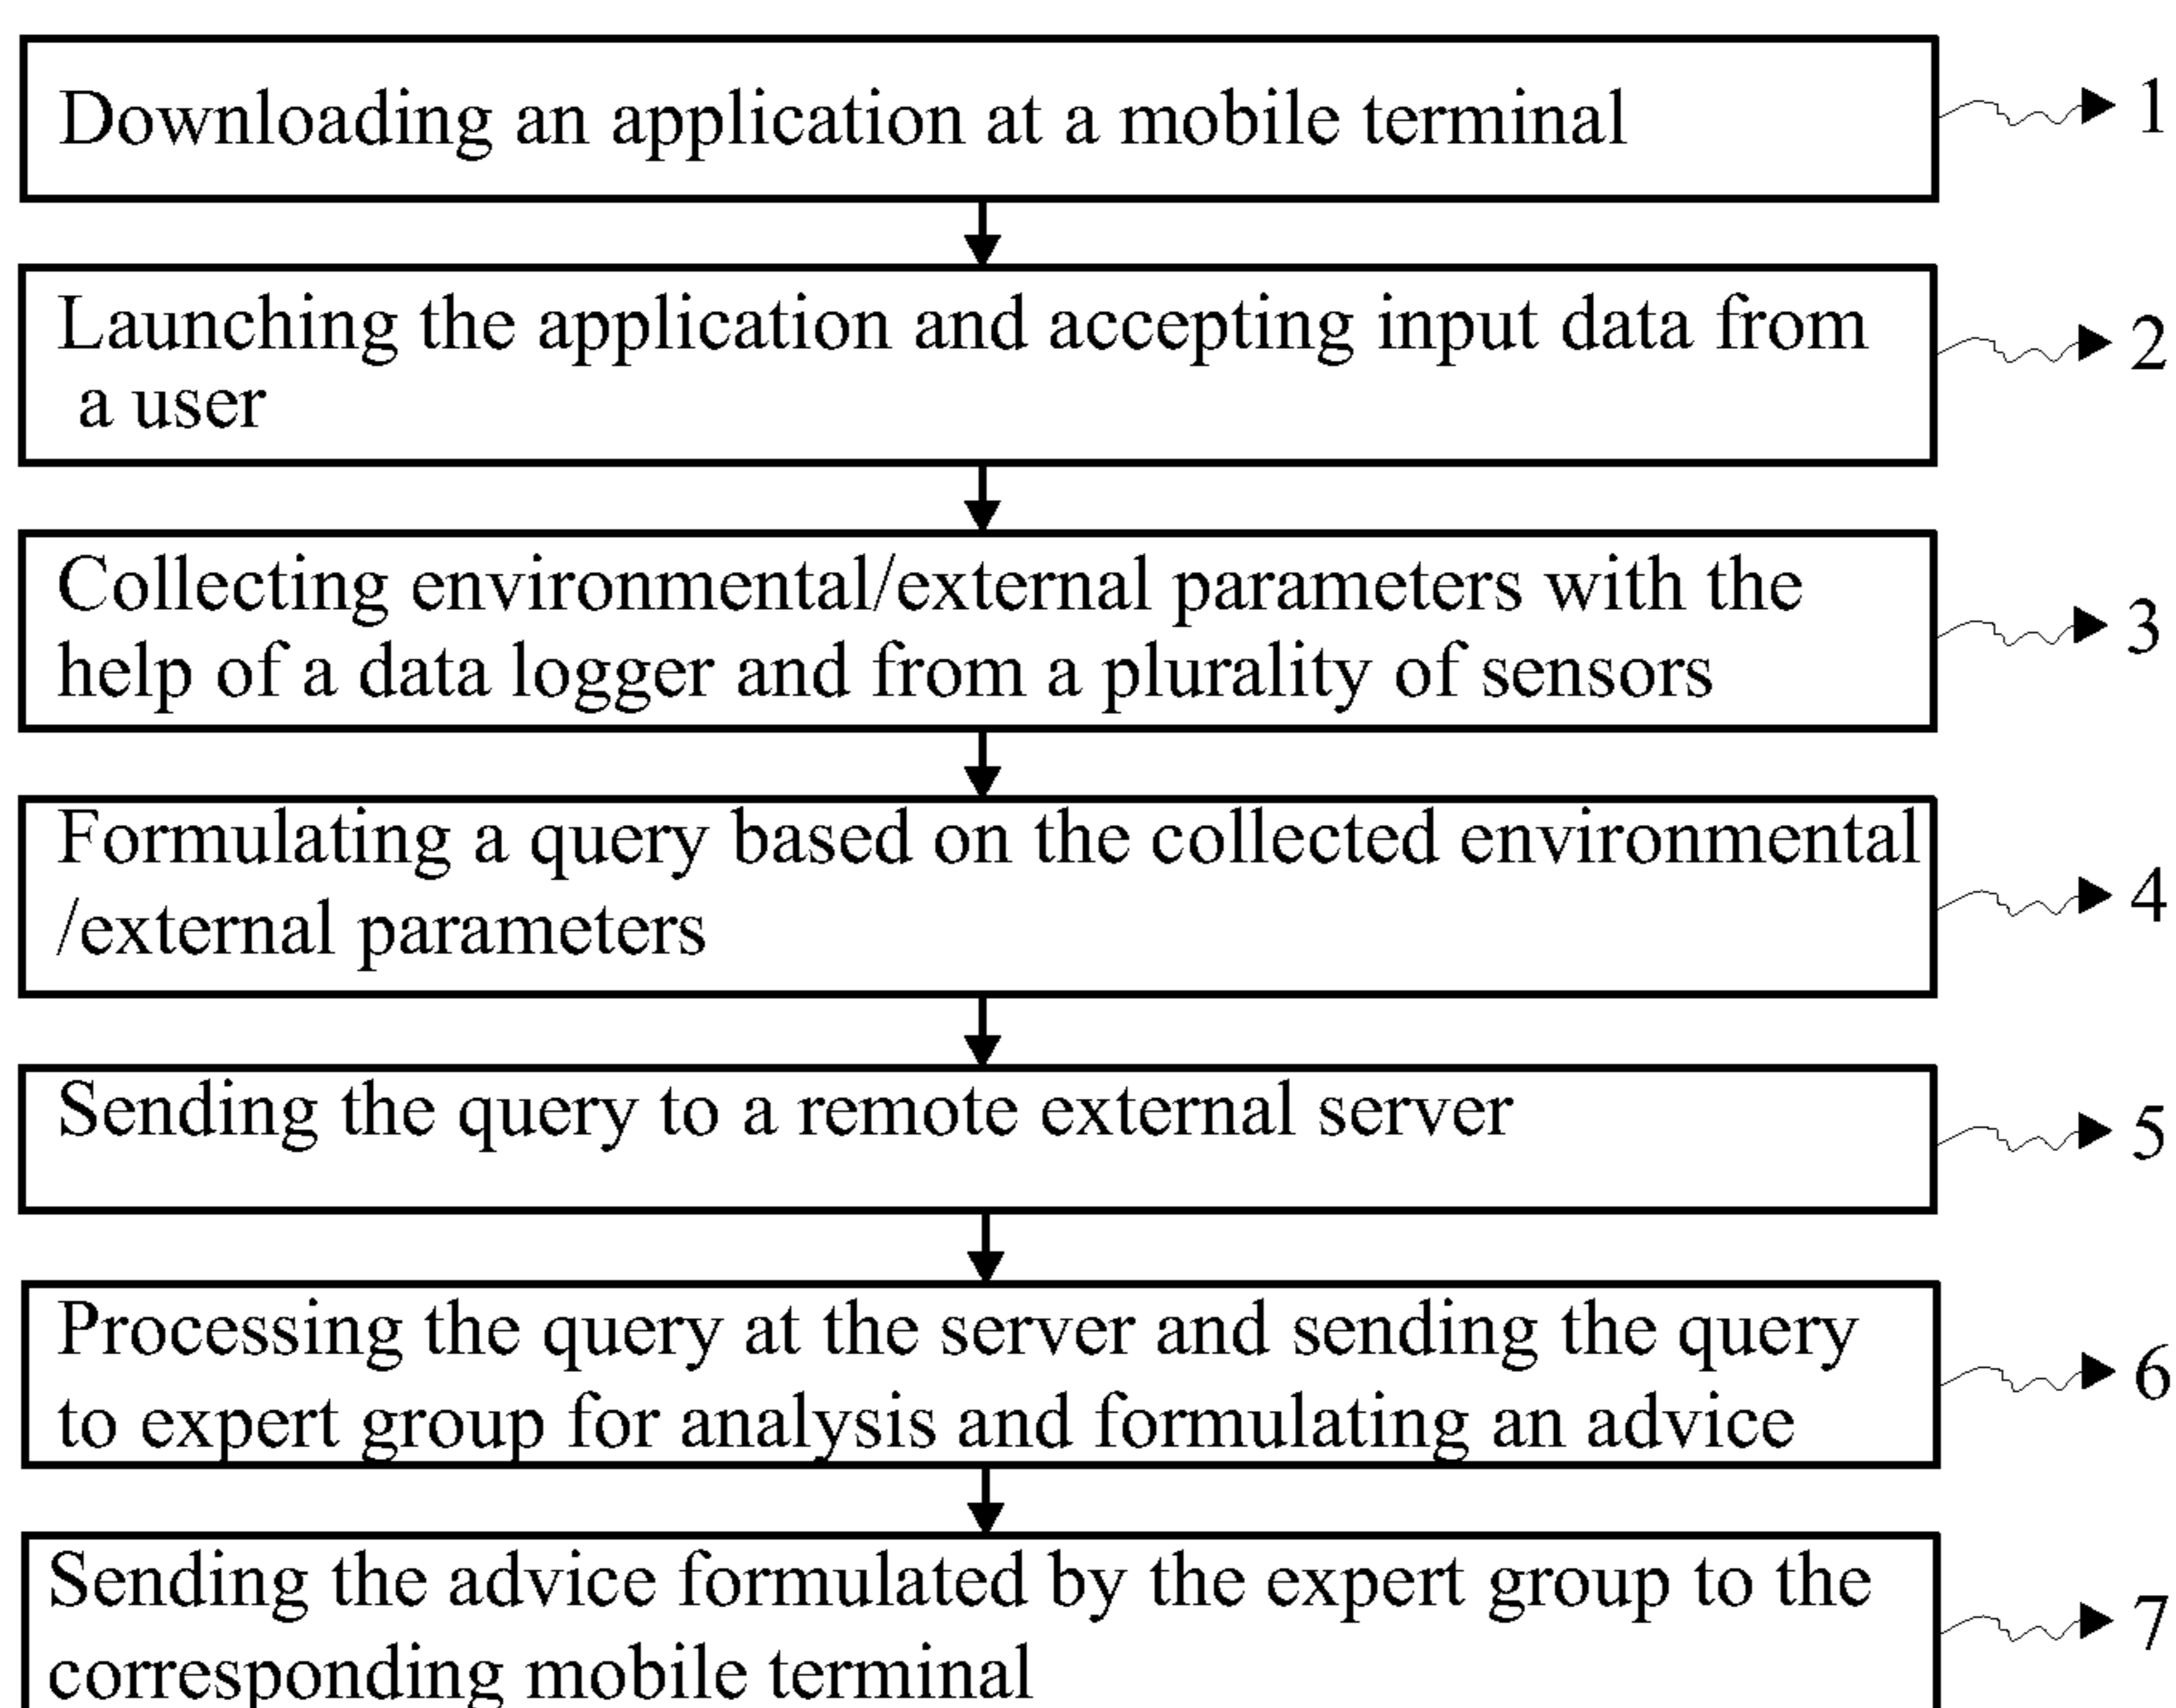 Downloading an application at a mobile terminal
1
Launching the application and accepting input data from
a user
2
Collecting environmental/external parameters with the
help of a data logger and from a plurality of sensors
3
Formulating a query based on the collected environmental
/external parameters
4
Sending the query to a remote external server
5
Processing the query at the server and sending the query
to expert group for analysis and formulating an advice
6
Sending the advice formulated by the expert group to the
corresponding mobile terminal
7